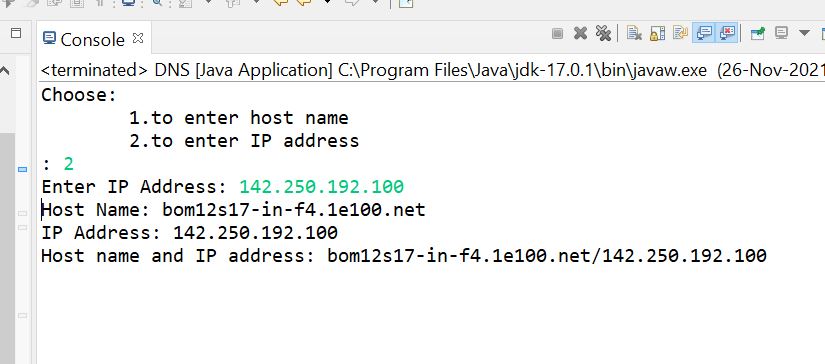 Console
<terminated> DNS [Java Application] C:\Program Files\Java\jdk-17.0.1\bin\javaw.exe (26-Nov-2021
Choose:
1.to enter host name
2.to enter IP address
: 2
Enter IP Address: 142.250.192.100
Host Name: bom12s17-in-f4.1e100.net
IP Address: 142.250.192.100
Host name and IP address: bom12s17-in-f4.1e100.net/142.250.192.100